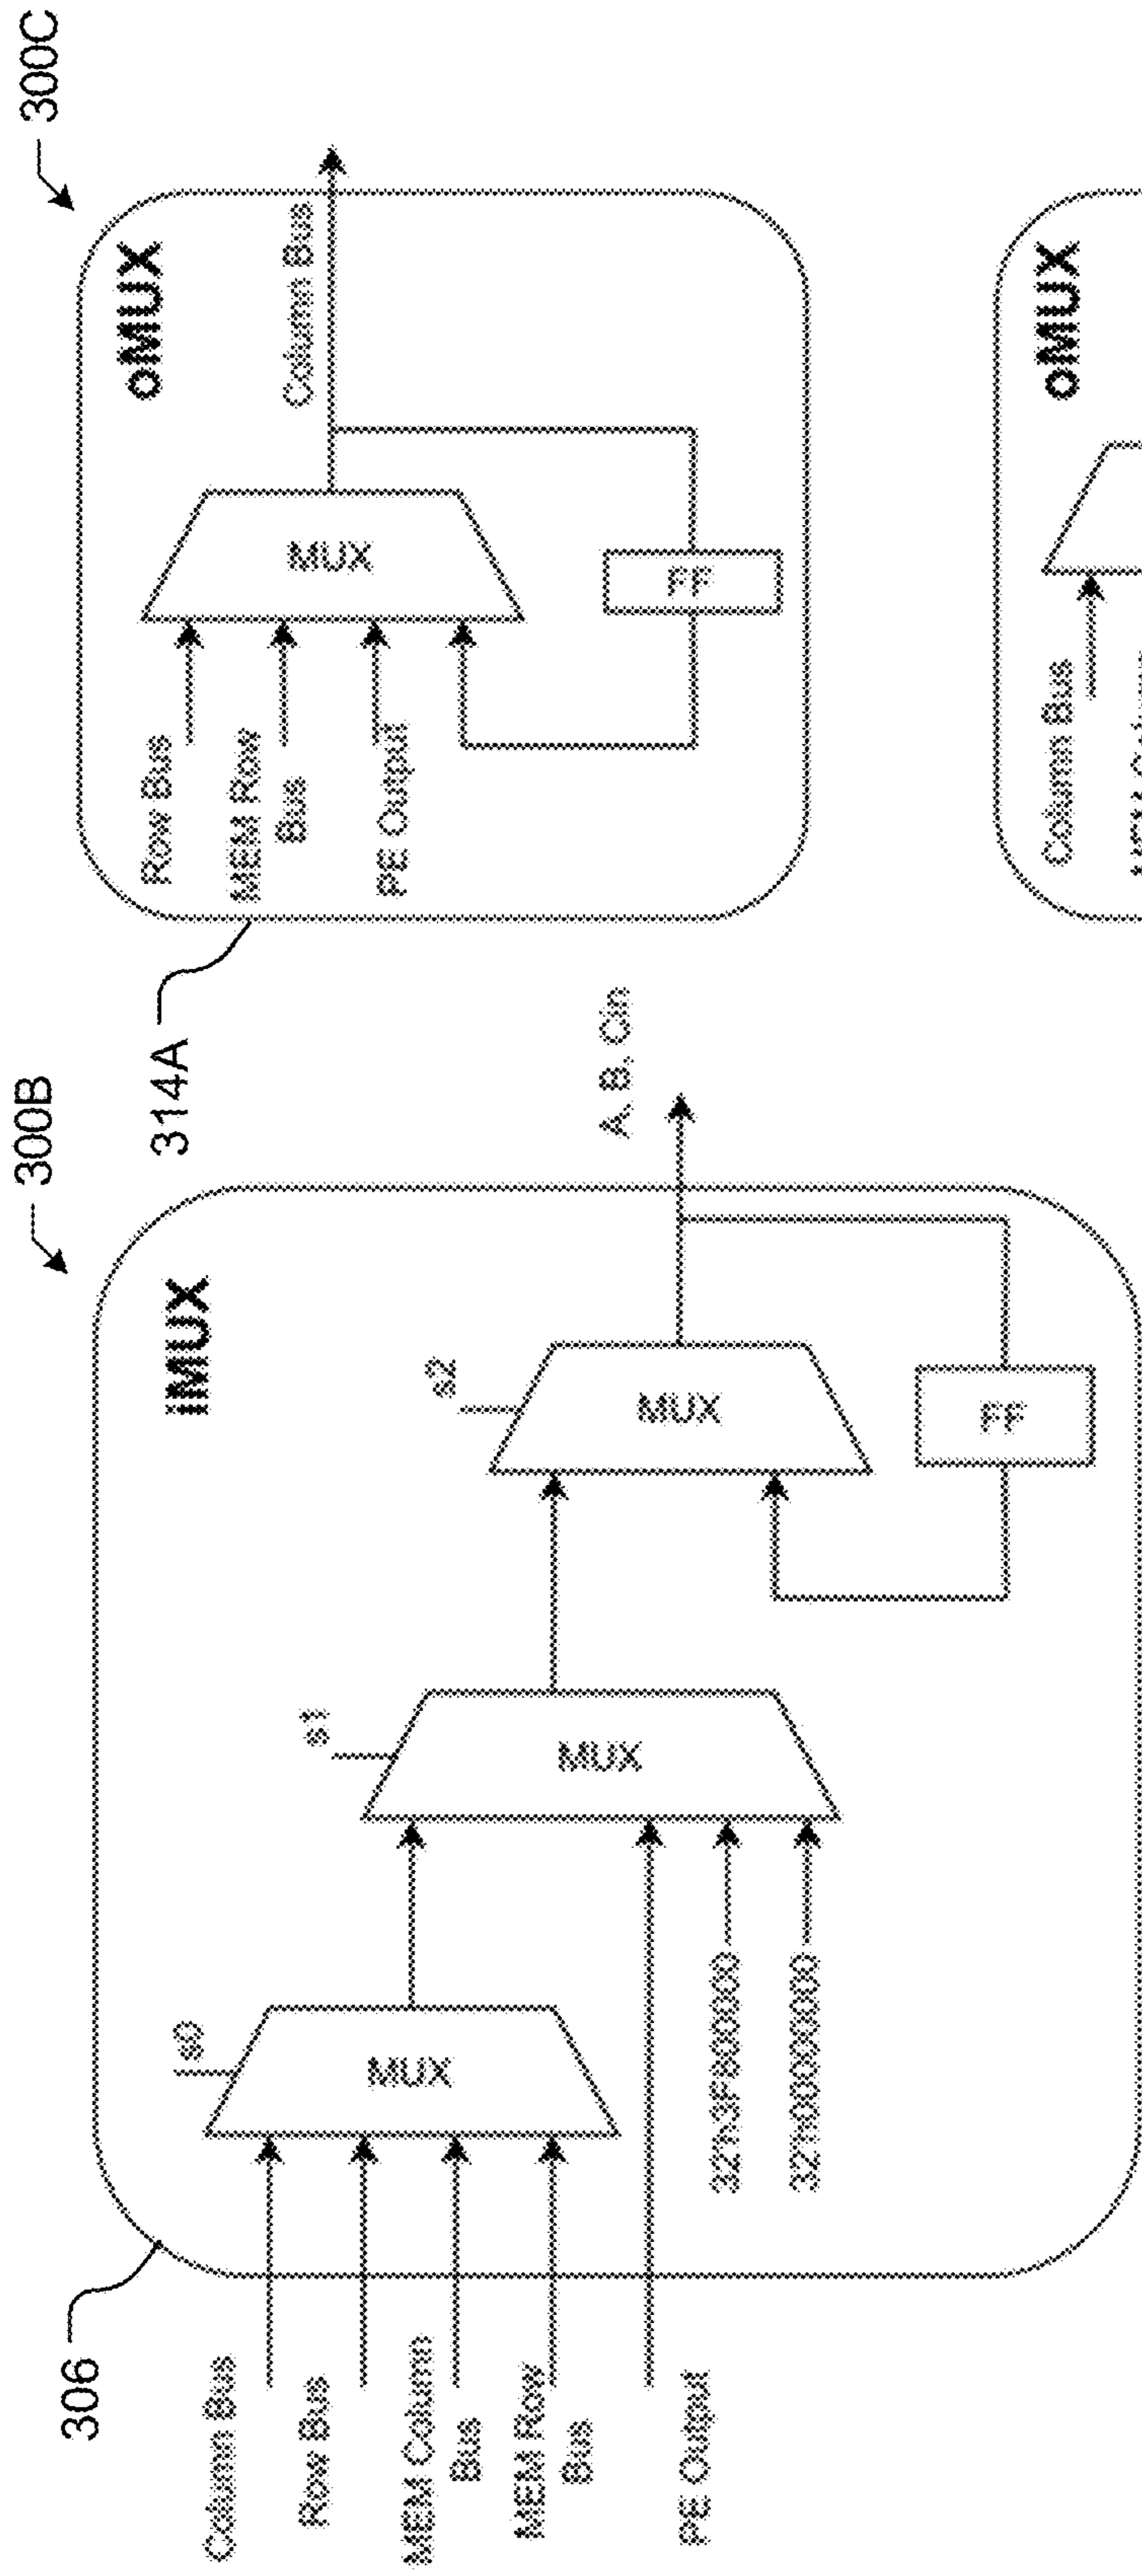 300B
306
iMUX
Column Bus
Row Bus
MEM Column
Bus
MEM Row
Bus
PE Output
s0
MUX
s1
MUX
32'h3F800000
32'h00000000
s2
MUX
FF
A, B, Cin
300C
314A
oMUX
Row Bus
MEM Row
Bus
PE Output
MUX
FF
Column Bus
oMUX
Column Bus